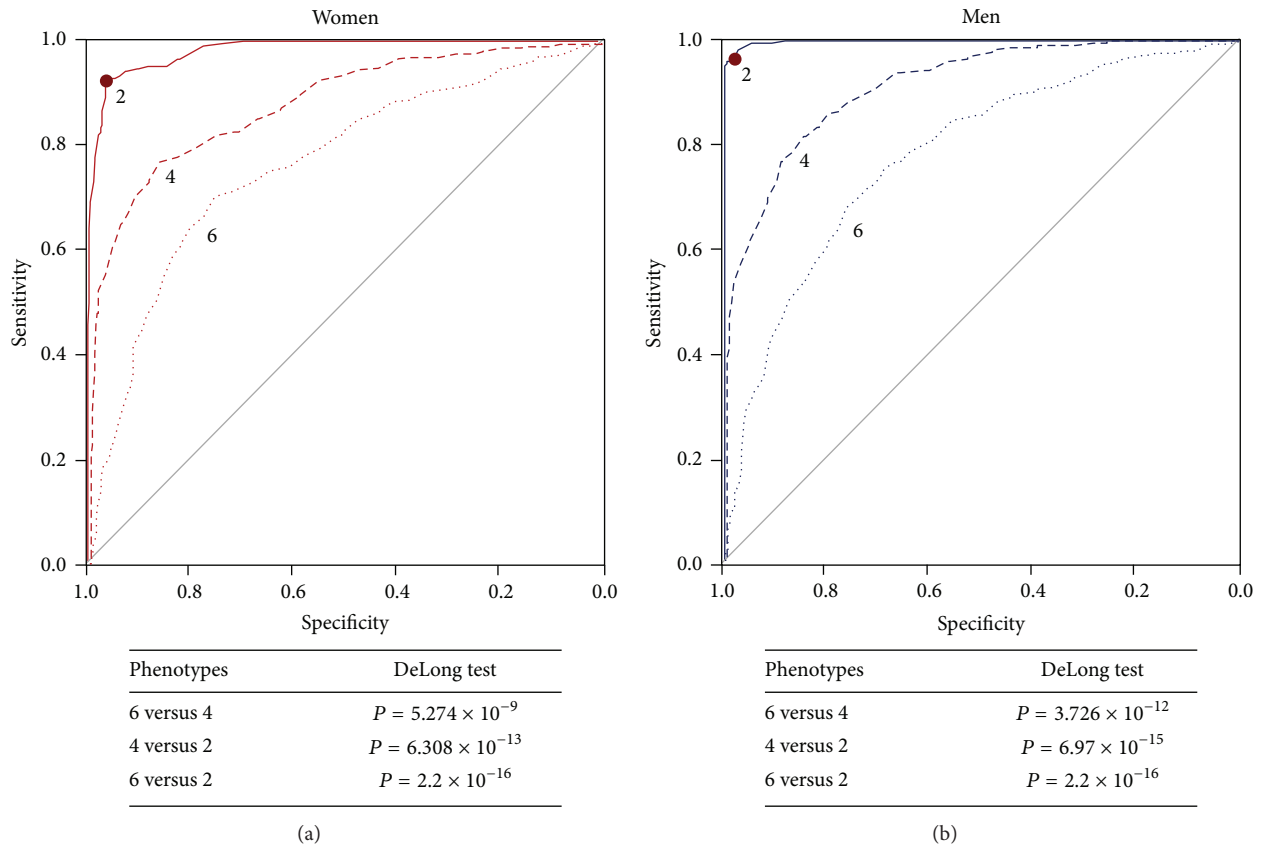 Women
1.0
0.8
0.6
0.4
0.2
0.0
Sensitivity
2
4
6
1.0 0.8 0.6 0.4 0.2 0.0
Specificity
Phenotypes DeLong test
6 versus 4 P = 5.274 × 10⁻⁹
4 versus 2 P = 6.308 × 10⁻¹³
6 versus 2 P = 2.2 × 10⁻¹⁶
(a)
Men
1.0
0.8
0.6
0.4
0.2
0.0
Sensitivity
2
4
6
1.0 0.8 0.6 0.4 0.2 0.0
Specificity
Phenotypes DeLong test
6 versus 4 P = 3.726 × 10⁻¹²
4 versus 2 P = 6.97 × 10⁻¹⁵
6 versus 2 P = 2.2 × 10⁻¹⁶
(b)